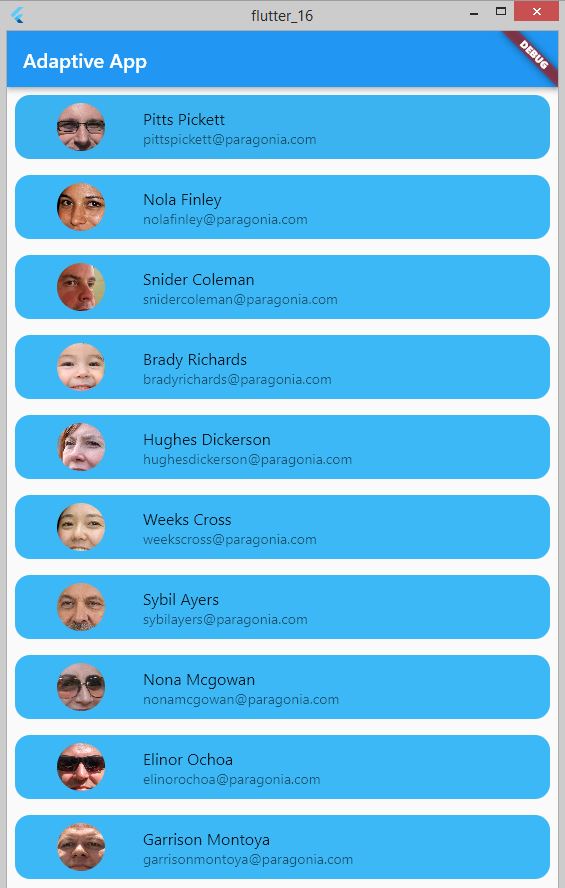 flutter_16
Adaptive App
DEBUG
Pitts Pickett
pittspickett@paragonia.com
Nola Finley
nolafinley@paragonia.com
Snider Coleman
snidercoleman@paragonia.com
Brady Richards
bradyrichards@paragonia.com
Hughes Dickerson
hughesdickerson@paragonia.com
Weeks Cross
weekscross@paragonia.com
Sybil Ayers
sybilayers@paragonia.com
Nona Mcgowan
nonamcgowan@paragonia.com
Elinor Ochoa
elinorochoa@paragonia.com
Garrison Montoya
garrisonmontoya@paragonia.com